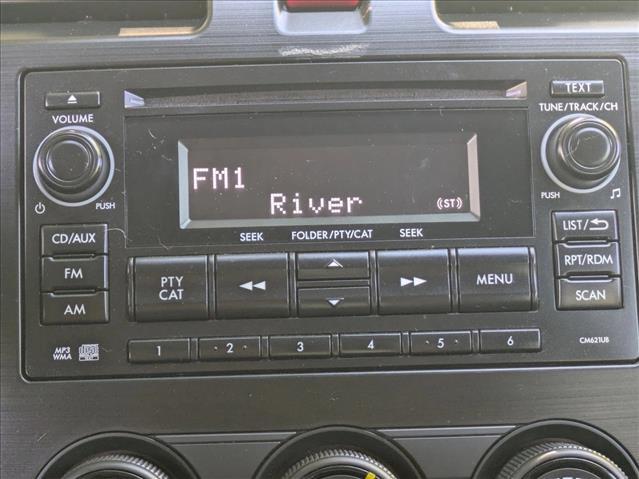 TEXT
VOLUME
TUNE/TRACK/CH
FM1
River
((ST))
PUSH
PUSH
SEEK
FOLDER/PTY/CAT
SEEK
CD/AUX
FM
AM
PTY
CAT
MENU
LIST/
RPT/RDM
SCAN
MP3
WMA
1
2
3
4
5
6
CM621UB